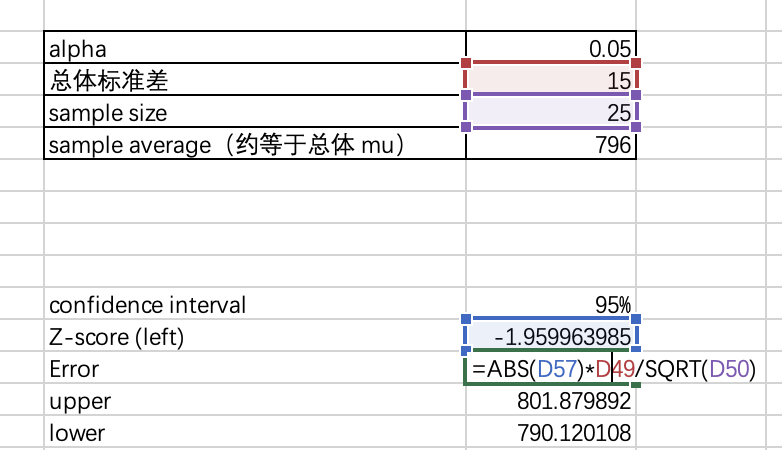 alpha 0.05
总体标准差 15
sample size 25
sample average（约等于总体 mu） 796
confidence interval 95%
Z-score (left) -1.959963985
Error =ABS(D57)*D49/SQRT(D50)
upper 801.879892
lower 790.120108